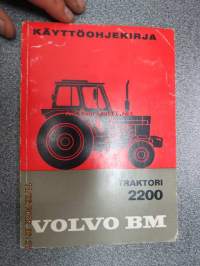 KÄYTTÖOHJEKIRJA
TRAKTORI
2200
VOLVO BM